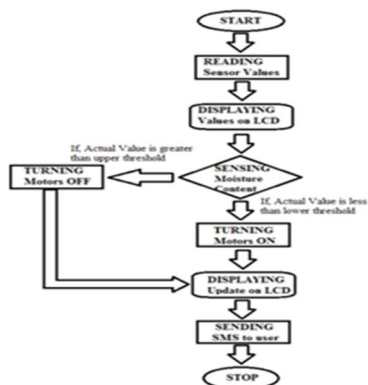 START
READING
Sensor Values
DISPLAYING
Values on LCD
If, Actual Value is greater
than upper threshold
SENSING
Moisture
Content
TURNING
Motors OFF
If, Actual Value is less
than lower threshold
TURNING
Motors ON
DISPLAYING
Update on LCD
SENDING
SMS to user
STOP